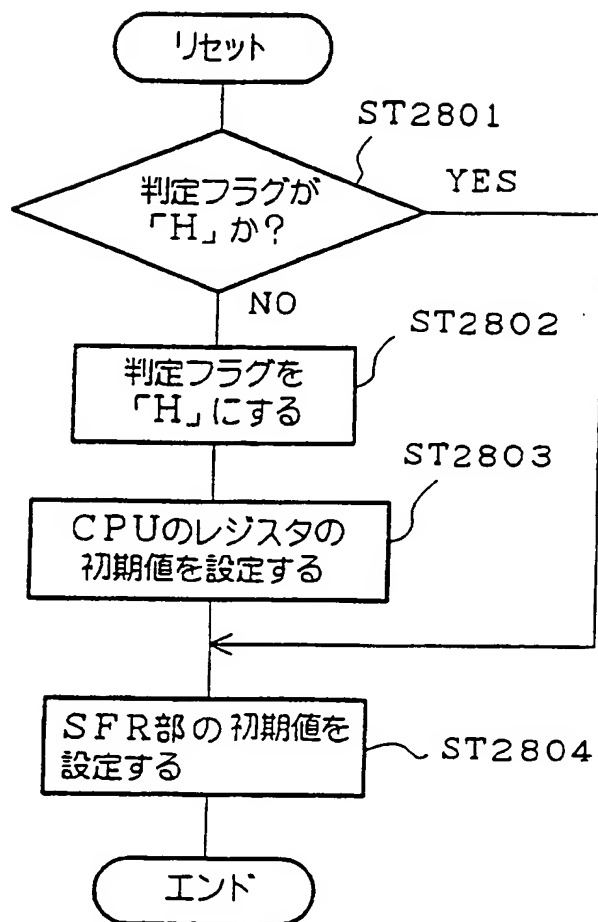 リセット
ST2801
判定フラグが
「H」か?
YES
NO
ST2802
判定フラグを
「H」にする
ST2803
CPUのレジスタの
初期値を設定する
SFR部の初期値を
設定する
ST2804
エンド